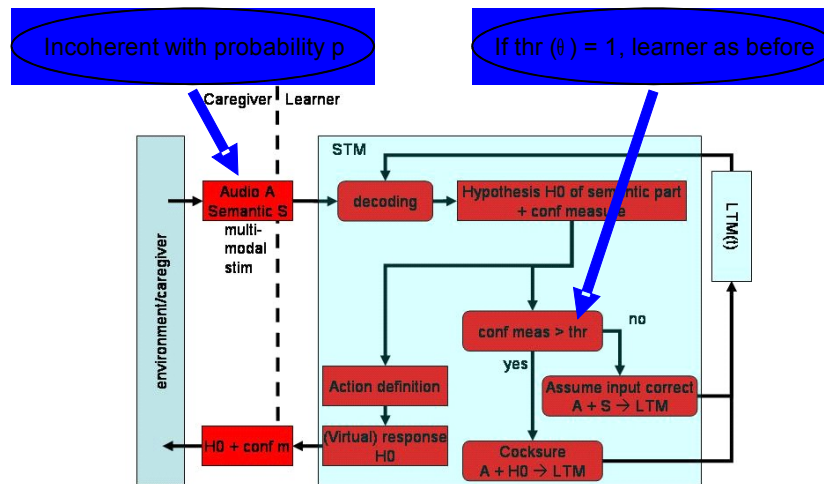 Incoherent with probability p
If thr (θ) = 1, learner as before
Caregiver
Learner
STM
Audio A
Semantic S
multi-
modal
stim
decoding
Hypothesis H0 of semantic part
+ conf measure
LTM(t)
environment/caregiver
conf meas > thr
no
yes
Action definition
Assume input correct
A + S → LTM
H0 + conf m
(Virtual) response
H0
Cocksure
A + H0 → LTM